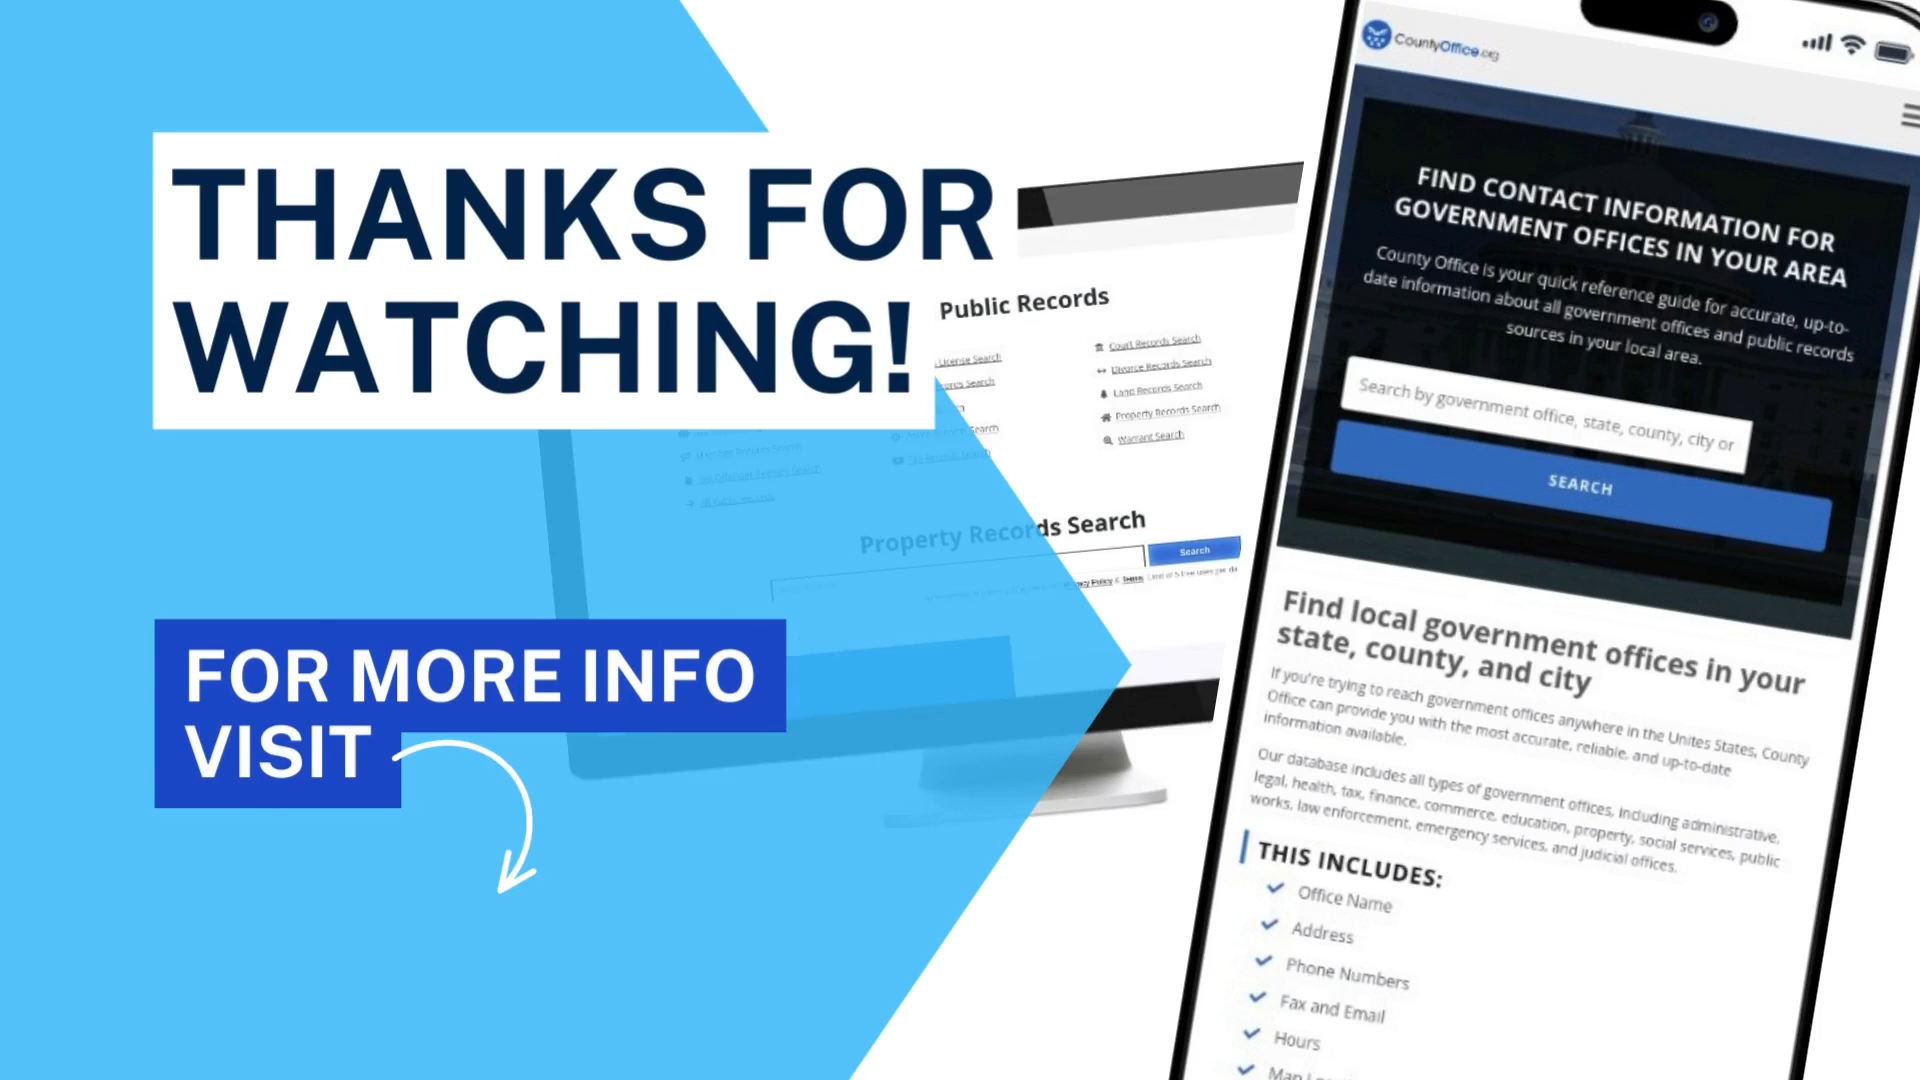 THANKS FOR
WATCHING!
FOR MORE INFO
VISIT
Public Records
License Search
Search
Search
Court Records Search
Divorce Records Search
Land Records Search
Property Records Search
Warrant Search
Property Records Search
Search
Policy & Terms
CountyOffice.org
FIND CONTACT INFORMATION FOR
GOVERNMENT OFFICES IN YOUR AREA
County Office is your quick reference guide for accurate, up-to-
date information about all government offices and public records
sources in your local area.
Search by government office, state, county, city or
SEARCH
Find local government offices in your
state, county, and city
If you're trying to reach government offices anywhere in the Unites States, County
Office can provide you with the most accurate, reliable, and up-to-date
information available.
Our database includes all types of government offices, including administrative,
legal, health, tax, finance, commerce, education, property, social services, public
works, law enforcement, emergency services, and judicial offices.
THIS INCLUDES:
Office Name
Address
Phone Numbers
Fax and Email
Hours
Map